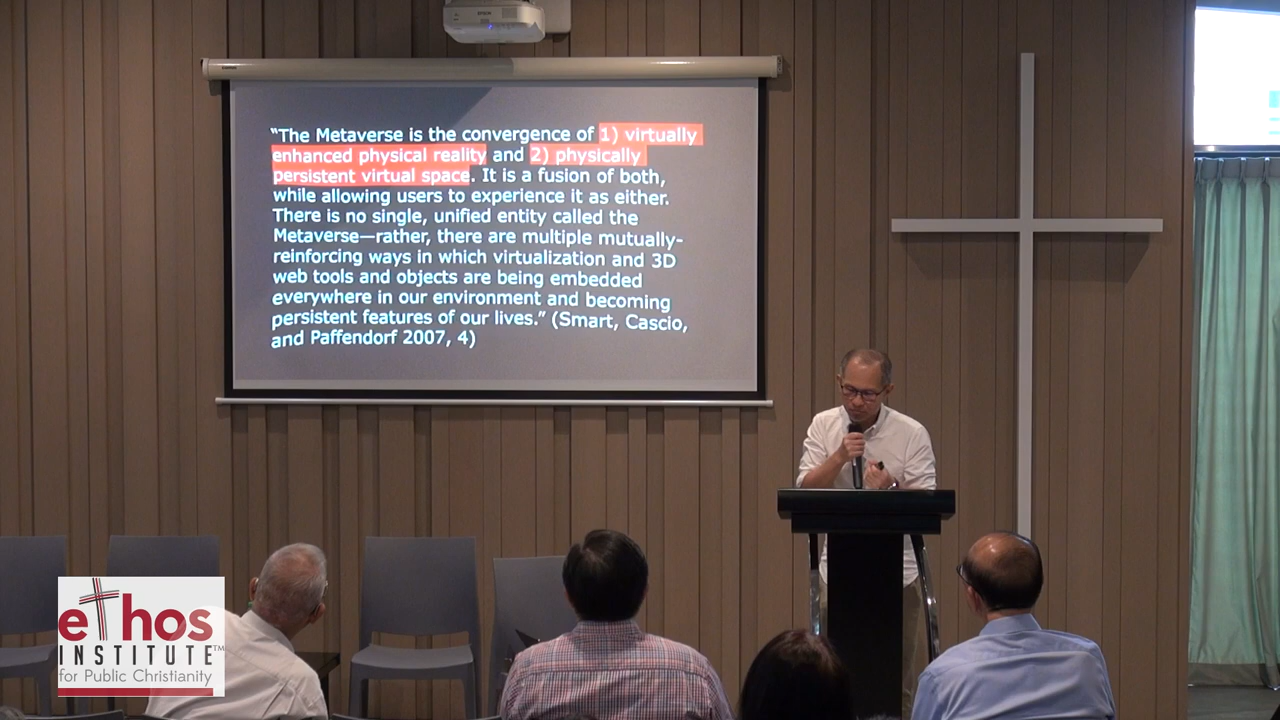 EPSON
“The Metaverse is the convergence of 1) virtually
enhanced physical reality and 2) physically
persistent virtual space. It is a fusion of both,
while allowing users to experience it as either.
There is no single, unified entity called the
Metaverse—rather, there are multiple mutually-
reinforcing ways in which virtualization and 3D
web tools and objects are being embedded
everywhere in our environment and becoming
persistent features of our lives.” (Smart, Cascio,
and Paffendorf 2007, 4)
ethos
INSTITUTE™
for Public Christianity